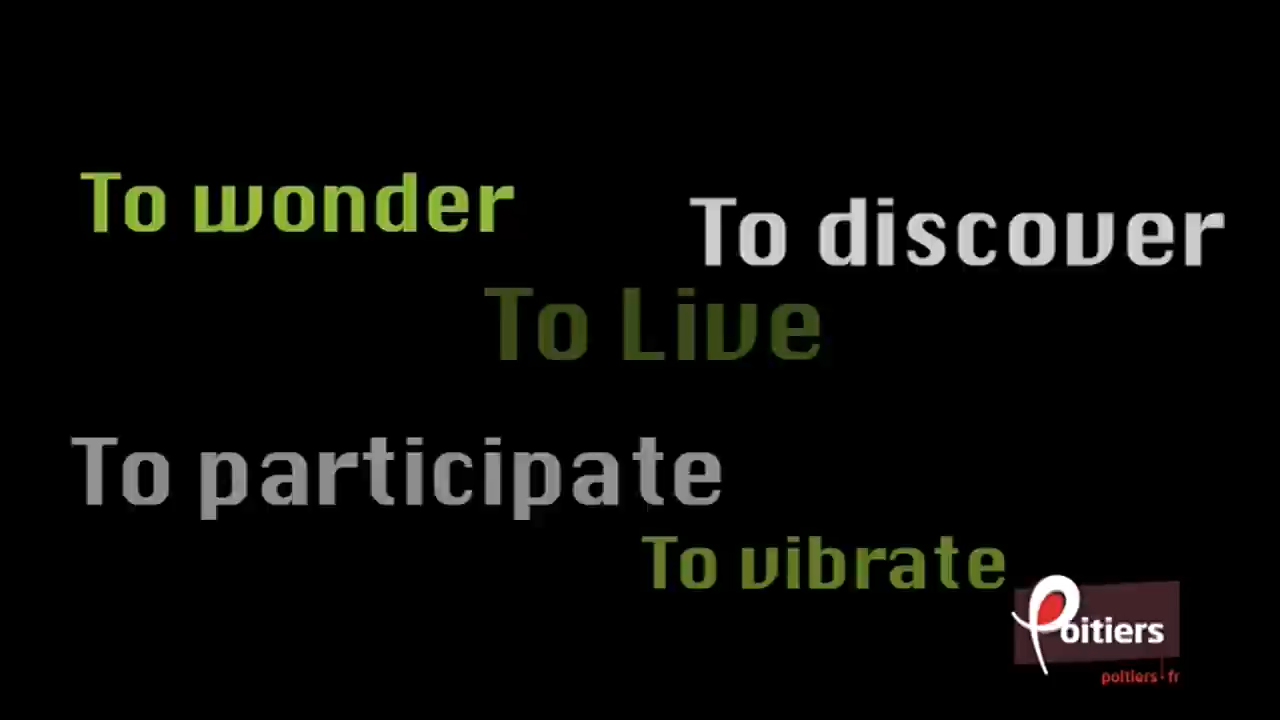 To wonder
To discover
To Live
To participate
To vibrate
Poitiers
poitiers.fr